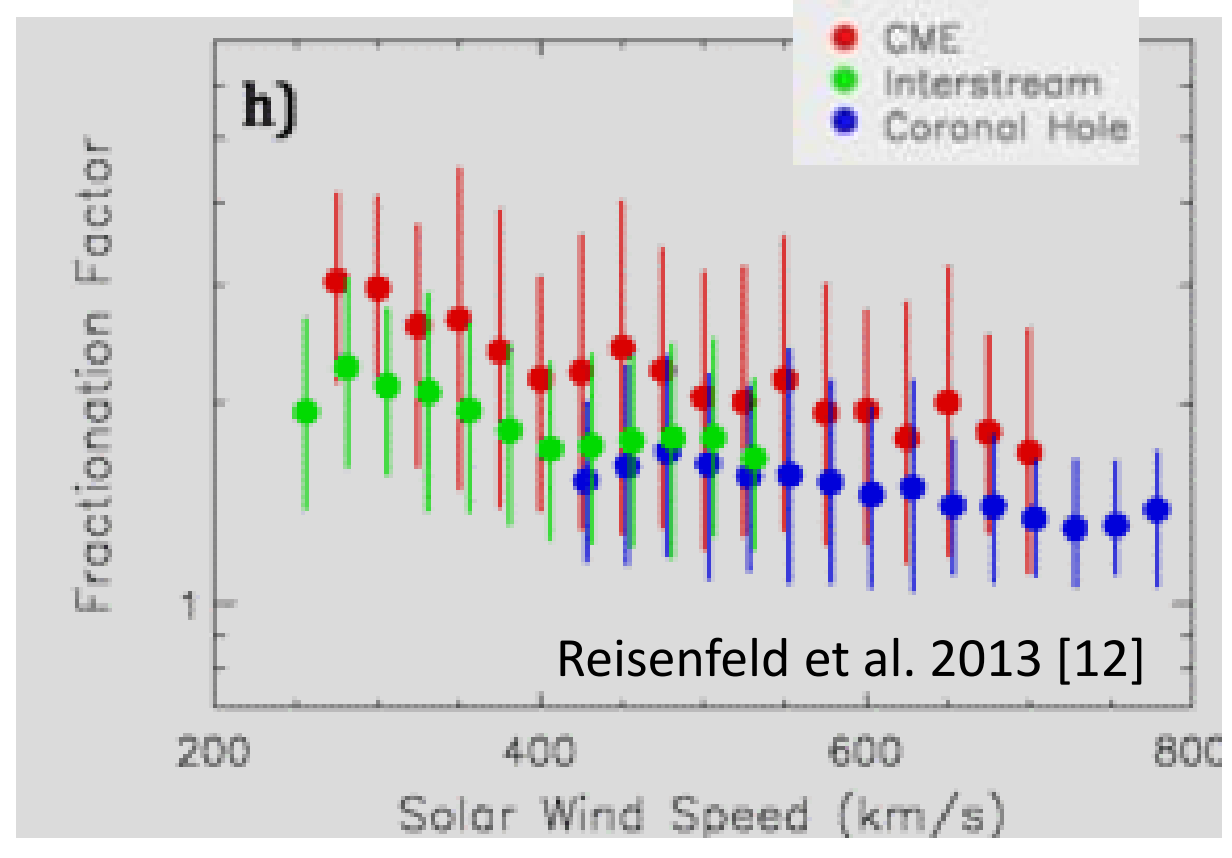 CME
Interstream
Coronal Hole
h)
Fractionation Factor
1
Reisenfeld et al. 2013 [12]
200 400 600 800
Solar Wind Speed (km/s)